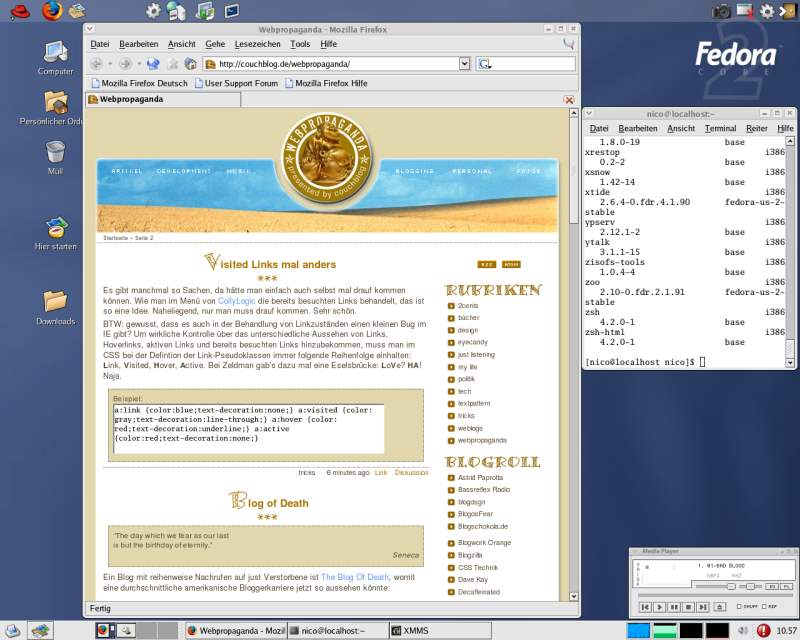 Webpropaganda - Mozilla Firefox
Datei Bearbeiten Ansicht Gehe Lesezeichen Tools Hilfe
http://couchblog.de/webpropaganda/
G
Mozilla Firefox Deutsch User Support Forum Mozilla Firefox Hilfe
Webpropaganda
Computer
Persönlicher Ordn
Müll
Hier starten
Downloads
fedora
CORE
2
WEBPROPAGANDA
presented by couchblog
ARTIKEL DEVELOPMENT MUSIK BLOGGING PERSONAL FOTOS
Startseite » Seite 2
Visited Links mal anders
***
Es gibt manchmal so Sachen, da hätte man einfach auch selbst mal drauf kommen
können. Wie man im Menü von CollyLogic die bereits besuchten Links behandelt, das ist
so eine Idee. Naheliegend, nur man muss drauf kommen. Sehr schön.
BTW: gewusst, dass es auch in der Behandlung von Linkzuständen einen kleinen Bug im
IE gibt? Um wirkliche Kontrolle über das unterschiedliche Aussehen von Links,
Hoverlinks, aktiven Links und bereits besuchten Links hinzubekommen, muss man im
CSS bei der Defintion der Link-Pseudoklassen immer folgende Reihenfolge einhalten:
Link, Visited, Hover, Active. Bei Zeldman gab's dazu mal eine Eselsbrücke: LoVe? HA!
Naja.
Beispiel:
a:link {color:blue;text-decoration:none;} a:visited {color:
gray;text-decoration:line-through;} a:hover {color:
red;text-decoration:underline;} a:active
{color:red;text-decoration:none;}
tricks 6 minutes ago Link Diskussion
Blog of Death
***
"The day which we fear as our last
is but the birthday of eternity."
Seneca
Ein Blog mit reihenweise Nachrufen auf just Verstorbene ist The Blog Of Death, womit
eine durchschnittliche amerikanische Bloggerkarriere jetzt so aussehen könnte:
RUBRIKEN
2cents
bücher
design
eyecandy
just listening
my life
politik
tech
textpattern
tricks
weblogs
webpropaganda
BLOGROLL
Astrid Paprotta
Bassreflex Radio
blogdsgn
BlogosFear
Blogschokola.de
Blogwork Orange
Blogzilla
CSS Technik
Dave Kay
Decaffeinated
Fertig
nico@localhost:~
Datei Bearbeiten Ansicht Terminal Reiter Hilfe
1.8.0-19 base
xrestop i386
0.2-2 base
xsnow i386
1.42-14 base
xtide i386
2.6.4-0.fdr.4.1.90 fedora-us-2-
stable
ypserv i386
2.12.1-2 base
ytalk i386
3.1.1-15 base
zisofs-tools i386
1.0.4-4 base
zoo i386
2.10-0.fdr.2.1.91 fedora-us-2-
stable
zsh i386
4.2.0-1 base
zsh-html i386
4.2.0-1 base
[nico@localhost nico]$
Media Player
1. 01-BAD BLOOD
KBPS KHZ
EQ PL
SHUFF REP
Webpropaganda - Mozil nico@localhost:~ XMMS
10.57